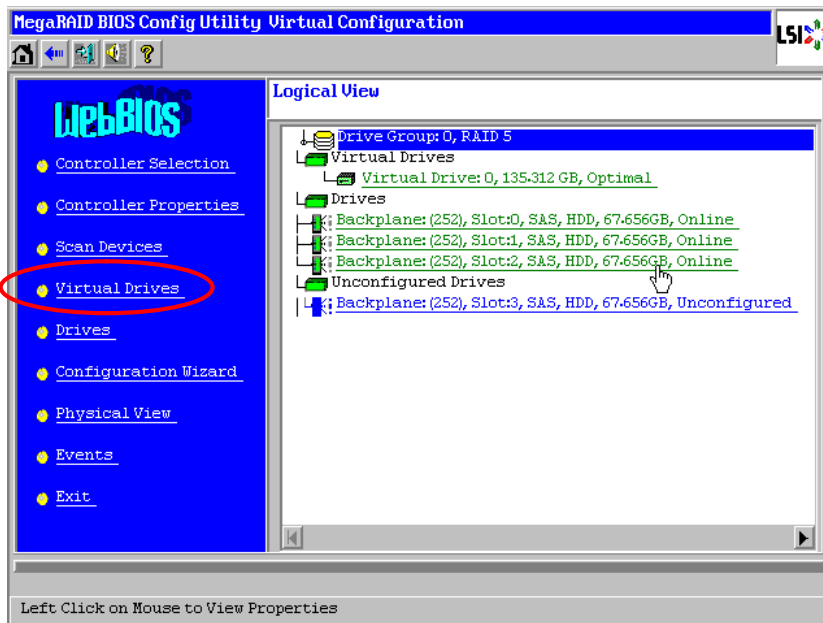 MegaRAID BIOS Config Utility Virtual Configuration
LSI
WebBIOS
Controller Selection
Controller Properties
Scan Devices
Virtual Drives
Drives
Configuration Wizard
Physical View
Events
Exit
Logical View
Drive Group: 0, RAID 5
Virtual Drives
Virtual Drive: 0, 135.312 GB, Optimal
Drives
Backplane: (252), Slot:0, SAS, HDD, 67.656GB, Online
Backplane: (252), Slot:1, SAS, HDD, 67.656GB, Online
Backplane: (252), Slot:2, SAS, HDD, 67.656GB, Online
Unconfigured Drives
Backplane: (252), Slot:3, SAS, HDD, 67.656GB, Unconfigured
Left Click on Mouse to View Properties